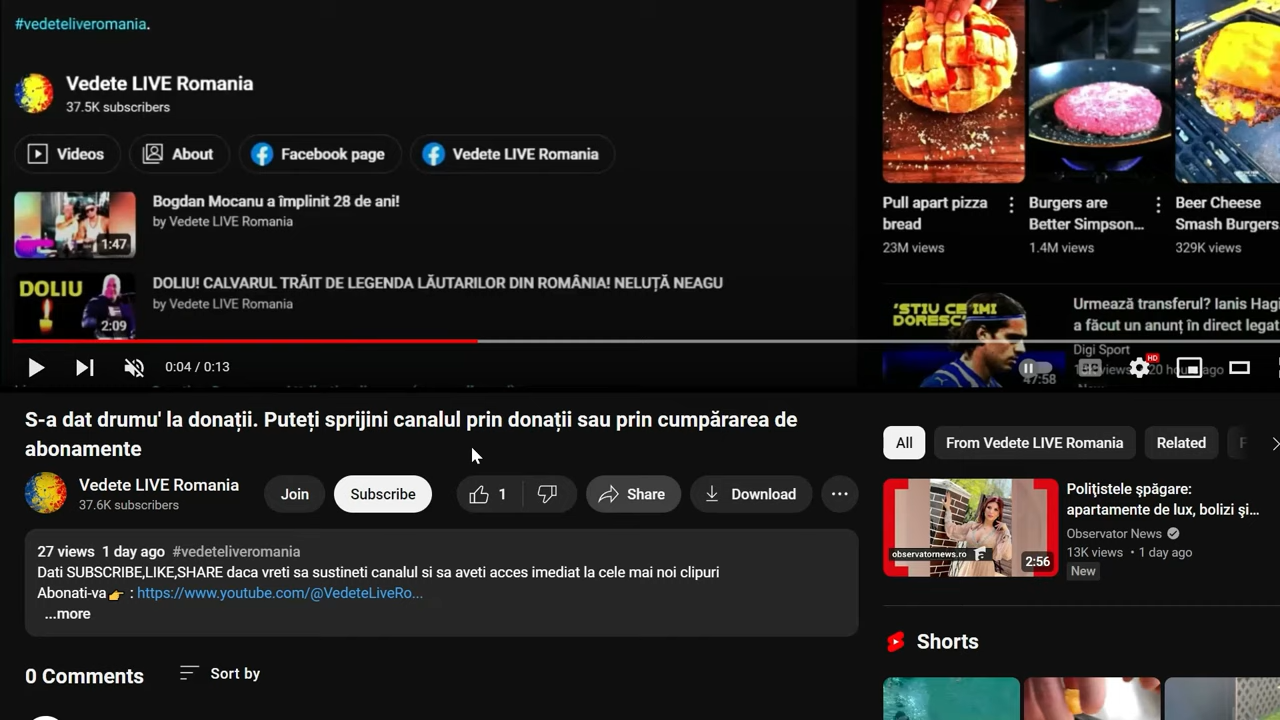 #vedeteliveromania.
Vedete LIVE Romania
37.5K subscribers
Videos
About
Facebook page
Vedete LIVE Romania
Bogdan Mocanu a împlinit 28 de ani!
by Vedete LIVE Romania
1:47
DOLIU! CALVARUL TRĂIT DE LEGENDA LĂUTARILOR DIN ROMÂNIA! NELUȚĂ NEAGU
by Vedete LIVE Romania
DOLIU
2:09
0:04 / 0:13
Pull apart pizza
bread
23M views
Burgers are
Better Simpson...
1.4M views
Beer Cheese
Smash Burgers
329K views
'STIU CE IMI
DORESC'
Urmează transferul? Ianis Hagi
a făcut un anunț în direct legat
Digi Sport
47:58
HD
S-a dat drumu' la donații. Puteți sprijini canalul prin donații sau prin cumpărarea de
abonamente
Vedete LIVE Romania
37.6K subscribers
Join
Subscribe
1
Share
Download
27 views 1 day ago #vedeteliveromania
Dati SUBSCRIBE,LIKE,SHARE daca vreti sa sustineti canalul si sa aveti acces imediat la cele mai noi clipuri
Abonati-va👉 : https://www.youtube.com/@VedeteLiveRo...
...more
0 Comments
Sort by
All
From Vedete LIVE Romania
Related
Polițistele șpăgare:
apartamente de lux, bolizi și...
Observator News
13K views • 1 day ago
New
observatornews.ro
2:56
Shorts